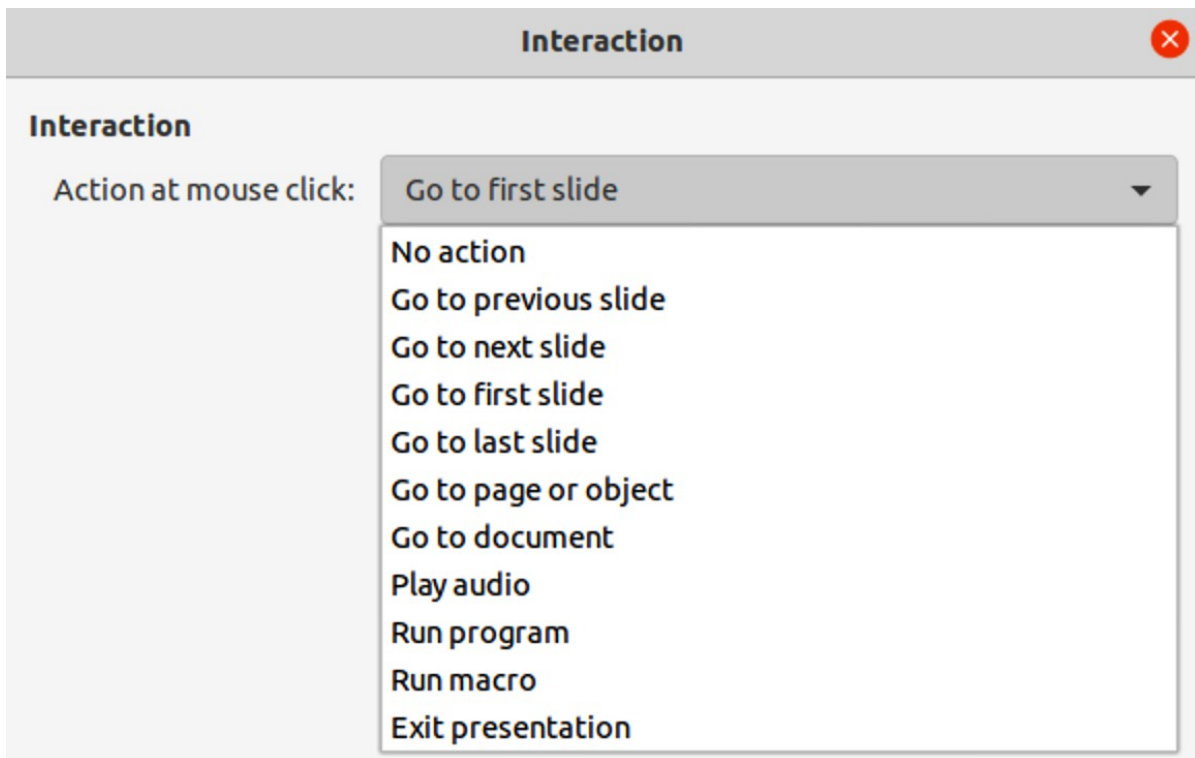 Interaction
Interaction
Action at mouse click: Go to first slide
No action
Go to previous slide
Go to next slide
Go to first slide
Go to last slide
Go to page or object
Go to document
Play audio
Run program
Run macro
Exit presentation